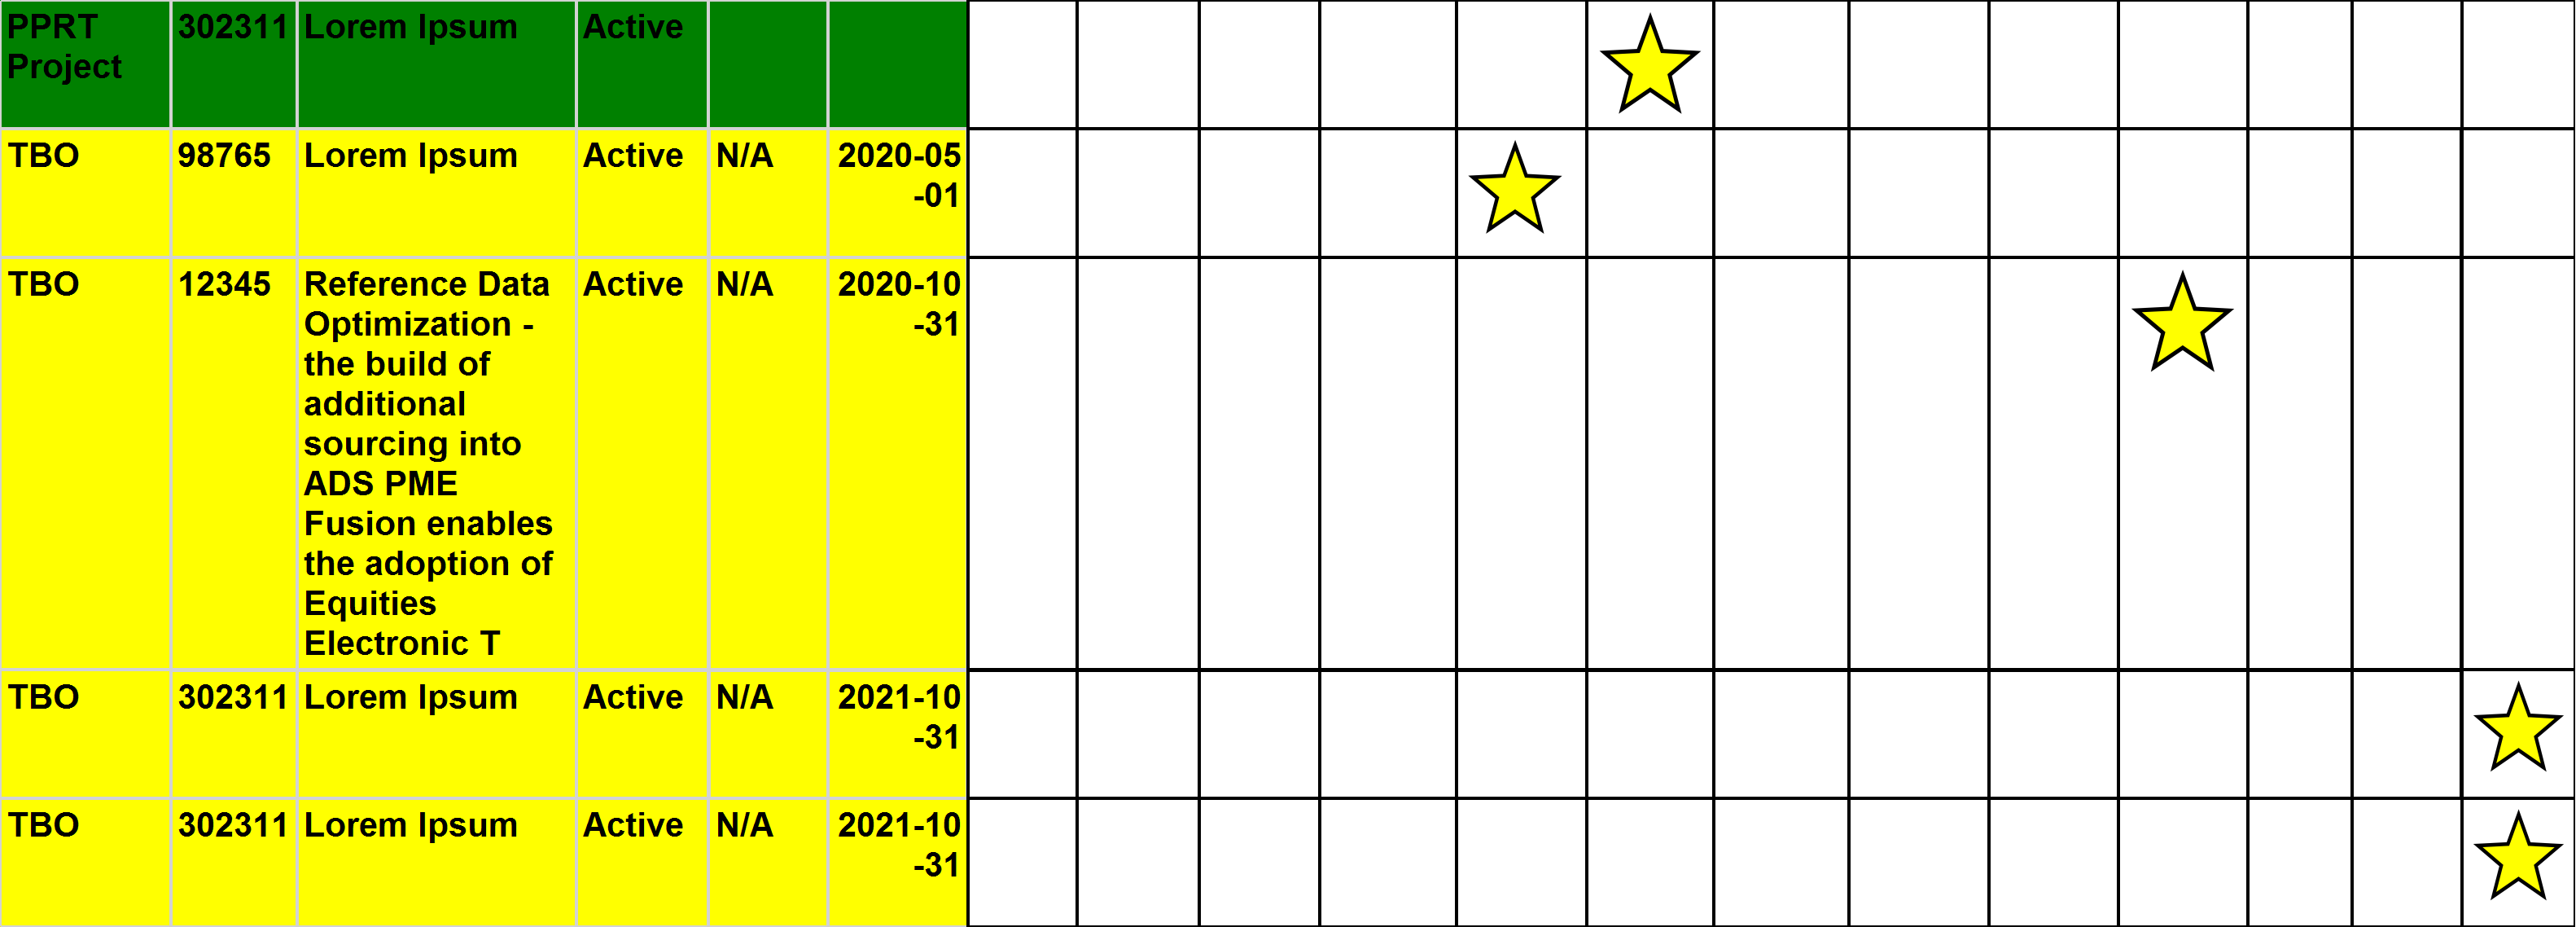 PPRT 302311 Lorem Ipsum Active
Project
TBO 98765 Lorem Ipsum Active N/A 2020-05
-01
TBO 12345 Reference Data Active N/A 2020-10
Optimization - -31
the build of
additional
sourcing into
ADS PME
Fusion enables
the adoption of
Equities
Electronic T
TBO 302311 Lorem Ipsum Active N/A 2021-10
-31
TBO 302311 Lorem Ipsum Active N/A 2021-10
-31